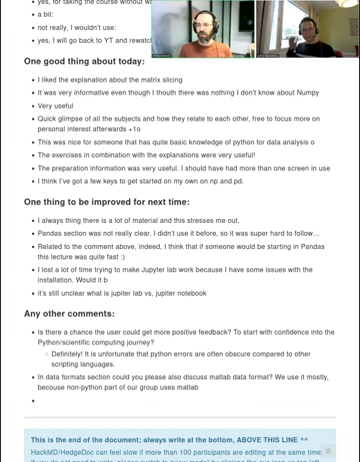 yes, for taking the course without w
a bit:
not really, I wouldn't use:
yes, I will go back to YT and rewatc
One good thing about today:
I liked the explanation about the matrix slicing
It was very informative even though I thouth there was nothing I don't know about Numpy
Very useful
Quick glimpse of all the subjects and how they relate to each other, free to focus more on
personal interest afterwards +1o
This was nice for someone that has quite basic knowledge of python for data analysis o
The exercises in combination with the explanations were very useful!
The preparation information was very useful. I should have had more than one screen in use
I think I've got a few keys to get started on my own on np and pd.
One thing to be improved for next time:
I always thing there is a lot of material and this stresses me out.
Pandas section was not really clear. I didn't use it before, so it was super hard to follow…
Related to the comment above, indeed, I think that if someone would be starting in Pandas
this lecture was quite fast :)
I lost a lot of time trying to make Jupyter lab work because I have some issues with the
installation. Would it b
it's still unclear what is jupiter lab vs, jupiter notebook
Any other comments:
Is there a chance the user could get more positive feedback? To start with confidence into the
Python/scientific computing journey?
Definitely! It is unfortunate that python errors are often obscure compared to other
scripting languages.
In data formats section could you please also discuss matlab data format? We use it mostly,
becouse non-python part of our group uses matlab
This is the end of the document; always write at the bottom, ABOVE THIS LINE ^^
HackMD/HedgeDoc can feel slow if more than 100 participants are editing at the same time.